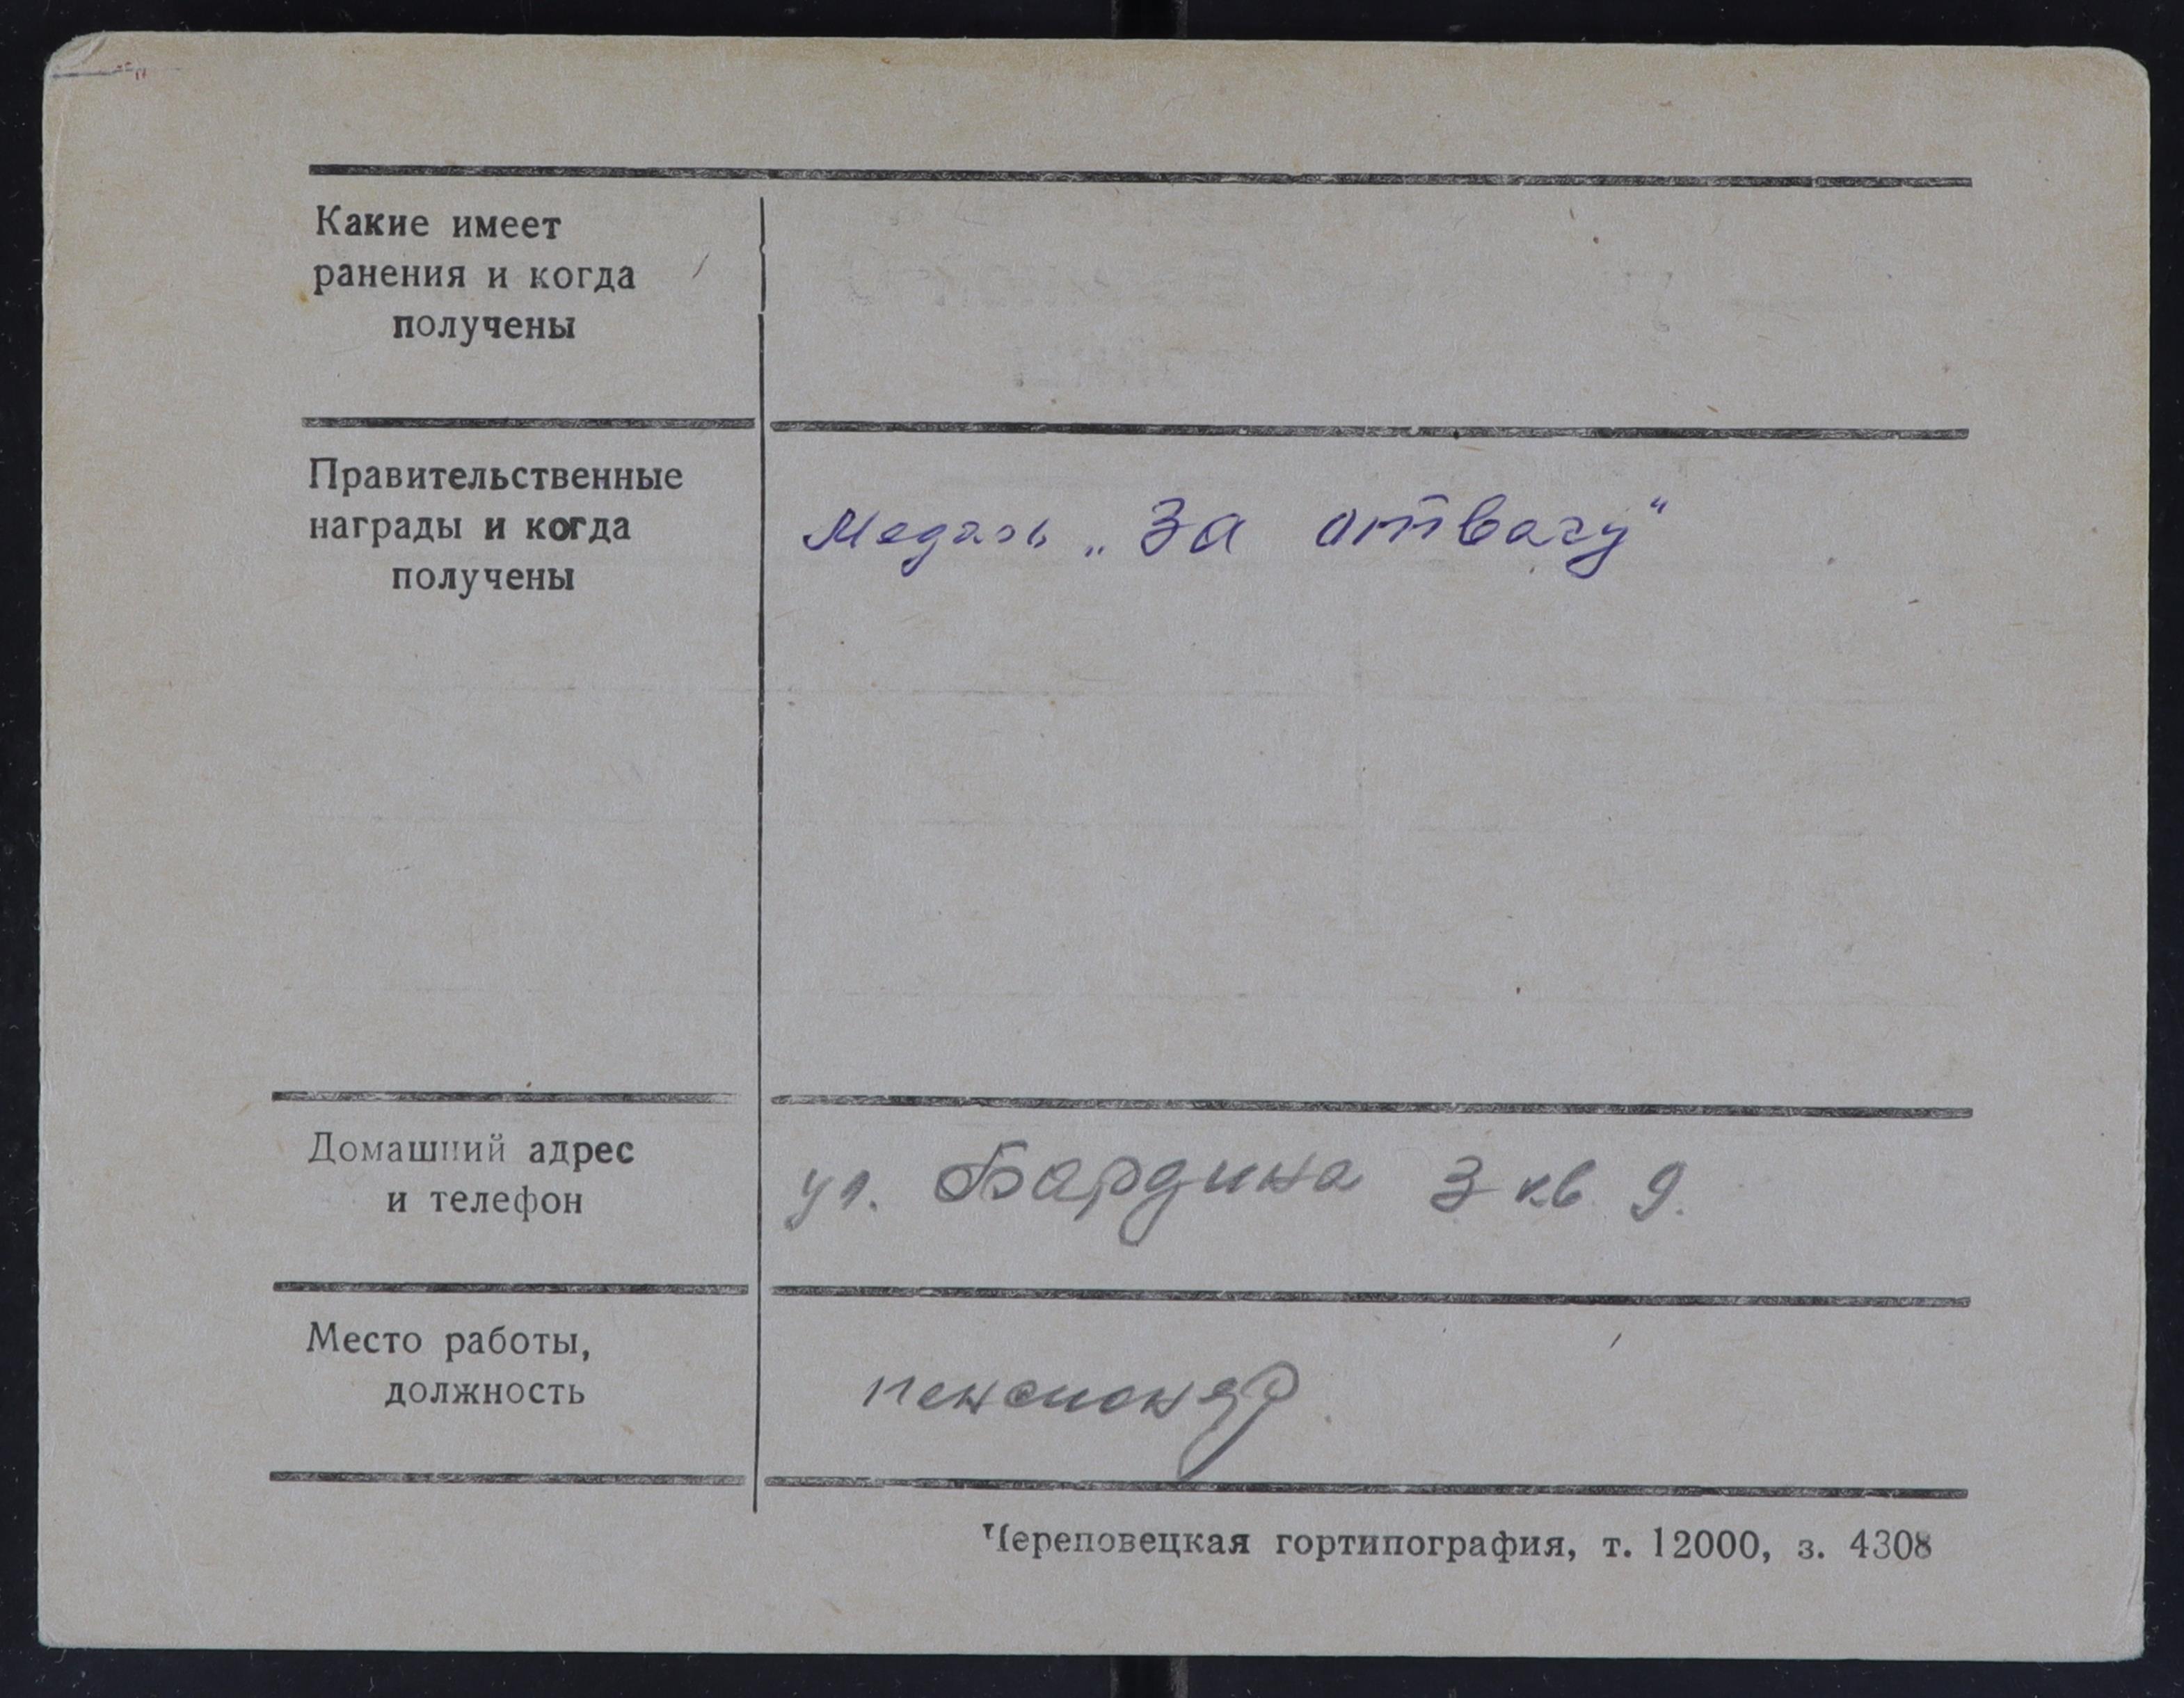 Какие имеет
ранения и когда
получены
Правительственные
награды и когда
получены
Медаль „За отвагу“
Домашний адрес
и телефон
ул. Бардина 3 кв 9.
Место работы,
должность
пенсионер
Череповецкая гортипография, т. 12000, з. 4308